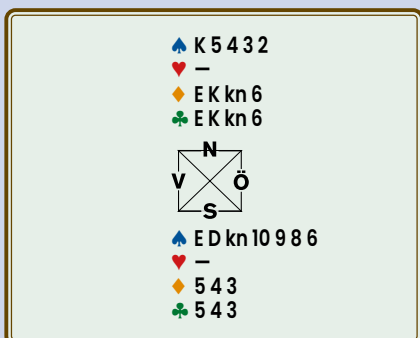 ♠ K 5 4 3 2
♥ –
♦ E K kn 6
♣ E K kn 6
N
V Ö
S
♠ E D kn 10 9 8 6
♥ –
♦ 5 4 3
♣ 5 4 3